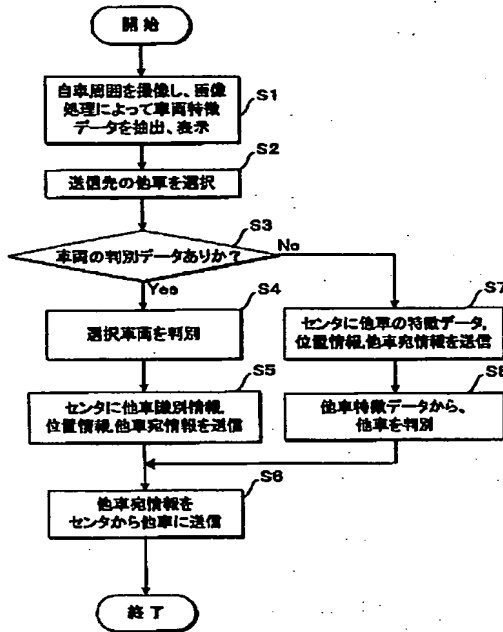 開始
自車周囲を撮像し、画像
処理によって車両特徴
データを抽出、表示
S1
S2
送信先の他車を選択
S3
車両の判別データありか?
No
Yes
S4
選択車両を判別
S7
センタに他車の特徴データ,
位置情報,他車宛情報を送信
S5
センタに他車識別情報,
位置情報,他車宛情報を送信
S8
他車特徴データから、
他車を判別
S6
他車宛情報を
センタから他車に送信
終了